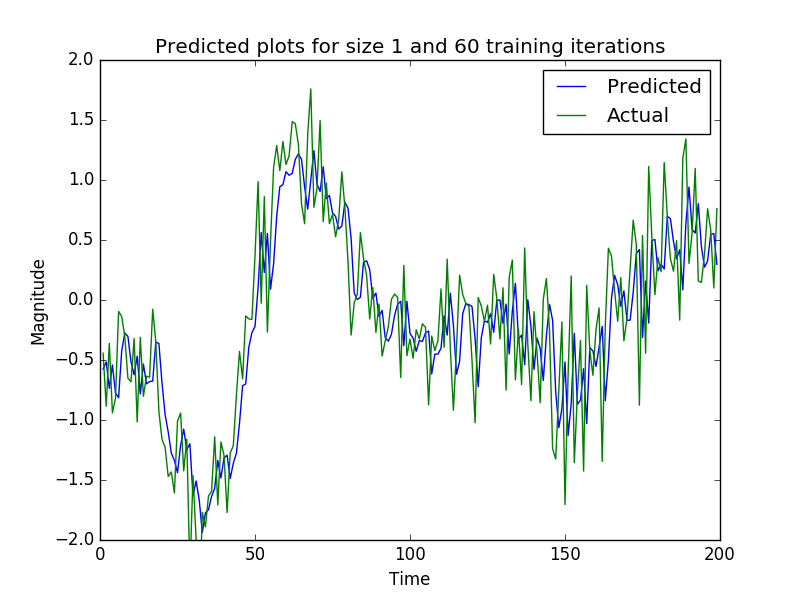 Predicted plots for size 1 and 60 training iterations
Predicted
Actual
Magnitude
2.0
1.5
1.0
0.5
0.0
−0.5
−1.0
−1.5
−2.0
0 50 100 150 200
Time